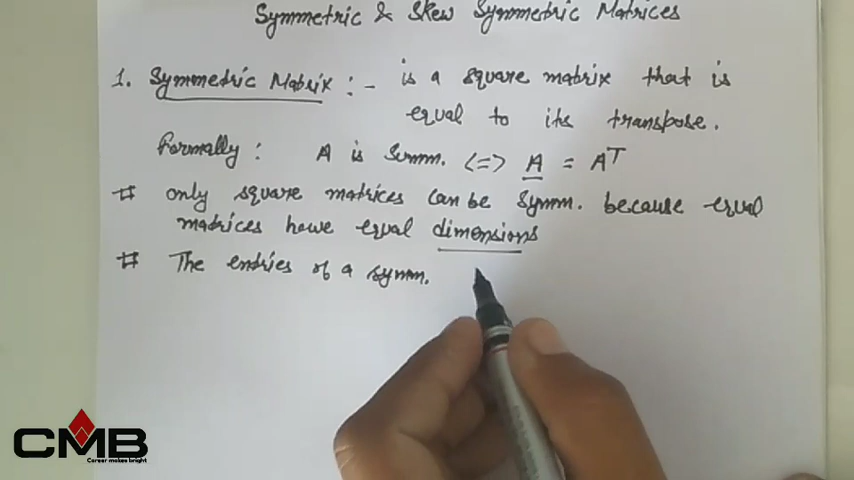 Symmetric & Skew Symmetric Matrices
1. Symmetric Matrix :- is a square matrix that is
equal to its transpose.
Formally : A is Symm. <=> A = A^T
# only square matrices can be symm. because equal
matrices have equal dimensions
# The entries of a symm.
CMB
Career makes bright